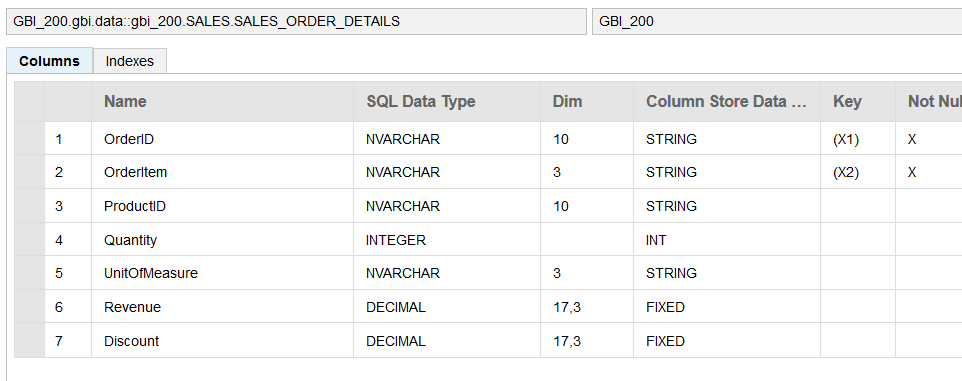 GBI_200.gbi.data::gbi_200.SALES.SALES_ORDER_DETAILS GBI_200
Columns Indexes
Name SQL Data Type Dim Column Store Data ... Key Not Nul
1 OrderID NVARCHAR 10 STRING (X1) X
2 OrderItem NVARCHAR 3 STRING (X2) X
3 ProductID NVARCHAR 10 STRING
4 Quantity INTEGER INT
5 UnitOfMeasure NVARCHAR 3 STRING
6 Revenue DECIMAL 17,3 FIXED
7 Discount DECIMAL 17,3 FIXED